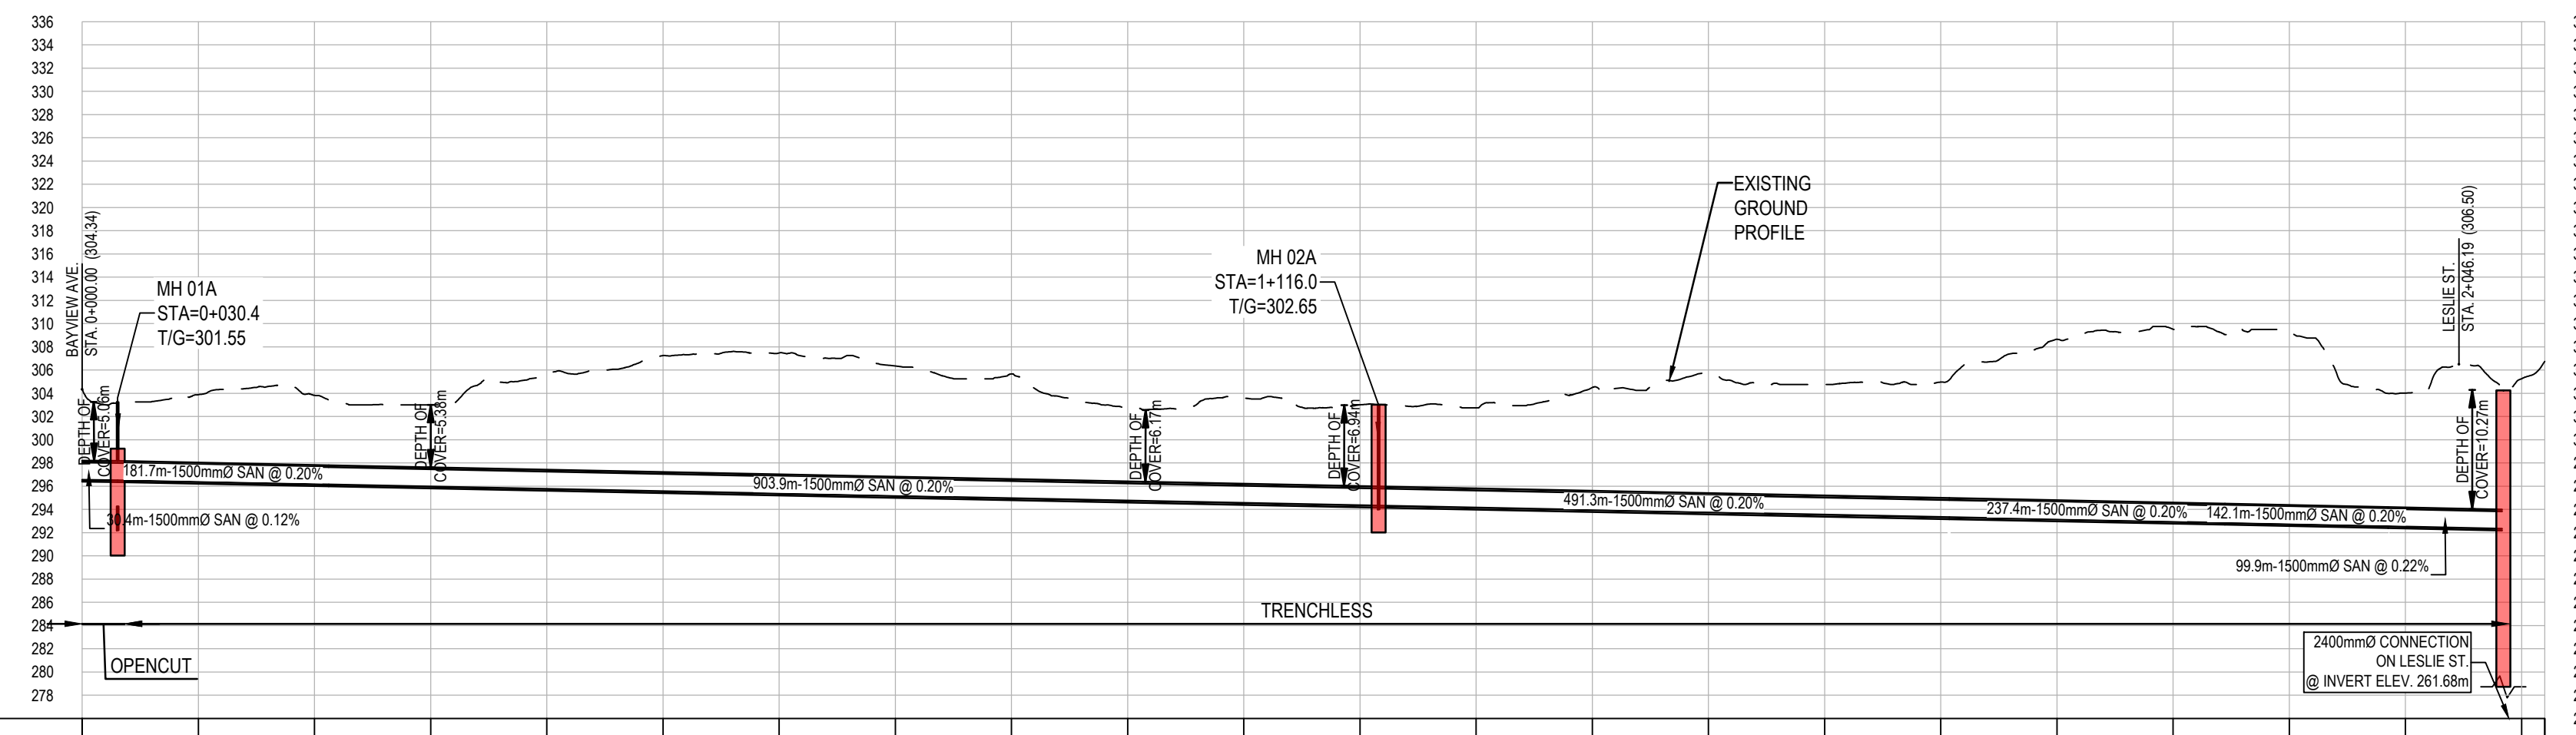 336
334
332
330
328
326
324
322
320
318
316
314
312
310
308
306
304
302
300
298
296
294
292
290
288
286
284
282
280
278
BAYVIEW AVE.
STA. 0+000.00 (304.34)
MH 01A
STA=0+030.4
T/G=301.55
DEPTH OF
COVER=5.06m
181.7m-1500mmØ SAN @ 0.20%
30.4m-1500mmØ SAN @ 0.12%
OPENCUT
DEPTH OF
COVER=5.38m
903.9m-1500mmØ SAN @ 0.20%
DEPTH OF
COVER=6.17m
MH 02A
STA=1+116.0
T/G=302.65
DEPTH OF
COVER=6.94m
EXISTING
GROUND
PROFILE
491.3m-1500mmØ SAN @ 0.20%
237.4m-1500mmØ SAN @ 0.20%
142.1m-1500mmØ SAN @ 0.20%
99.9m-1500mmØ SAN @ 0.22%
TRENCHLESS
LESLIE ST.
STA. 2+046.19 (306.50)
DEPTH OF
COVER=10.27m
2400mmØ CONNECTION
ON LESLIE ST.
@ INVERT ELEV. 261.68m